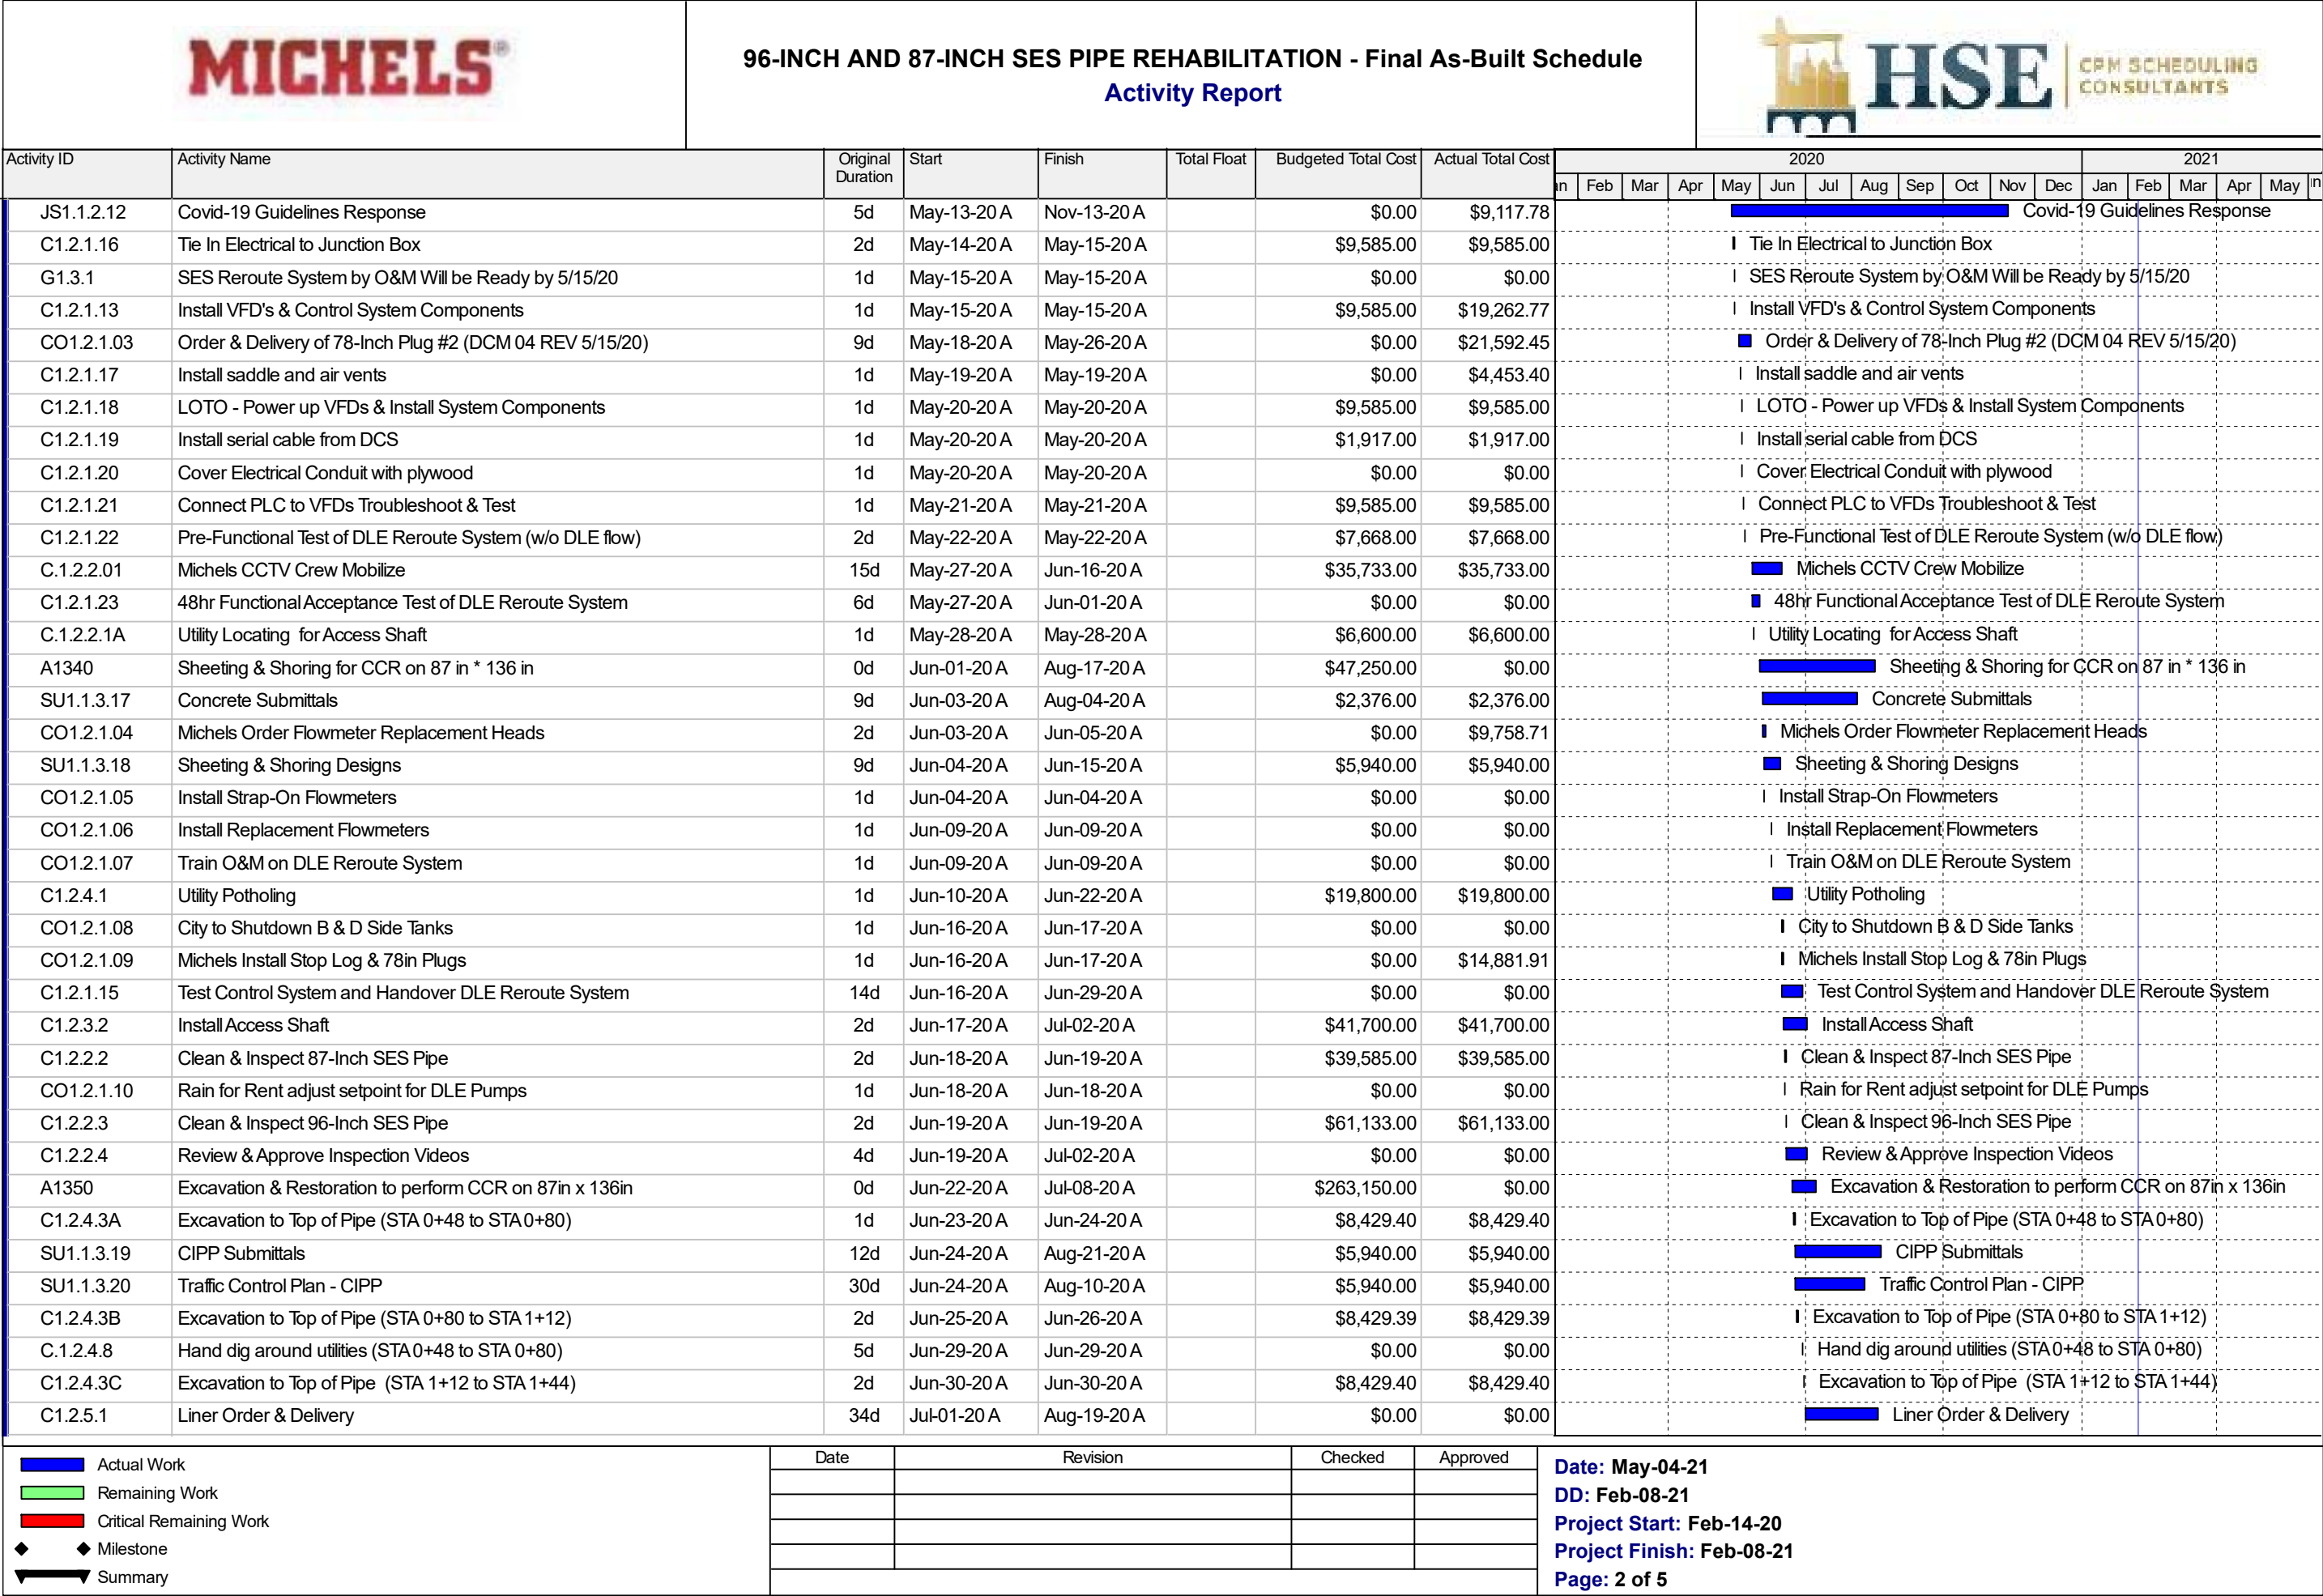 MICHELS®
96-INCH AND 87-INCH SES PIPE REHABILITATION - Final As-Built Schedule
Activity Report
HSE CPM SCHEDULING CONSULTANTS
Activity ID Activity Name Original Duration Start Finish Total Float Budgeted Total Cost Actual Total Cost 2020 2021
n Feb Mar Apr May Jun Jul Aug Sep Oct Nov Dec Jan Feb Mar Apr May n
JS1.1.2.12 Covid-19 Guidelines Response 5d May-13-20 A Nov-13-20 A $0.00 $9,117.78 Covid-19 Guidelines Response
C1.2.1.16 Tie In Electrical to Junction Box 2d May-14-20 A May-15-20 A $9,585.00 $9,585.00 Tie In Electrical to Junction Box
G1.3.1 SES Reroute System by O&M Will be Ready by 5/15/20 1d May-15-20 A May-15-20 A $0.00 $0.00 SES Reroute System by O&M Will be Ready by 5/15/20
C1.2.1.13 Install VFD's & Control System Components 1d May-15-20 A May-15-20 A $9,585.00 $19,262.77 Install VFD's & Control System Components
CO1.2.1.03 Order & Delivery of 78-Inch Plug #2 (DCM 04 REV 5/15/20) 9d May-18-20 A May-26-20 A $0.00 $21,592.45 Order & Delivery of 78-Inch Plug #2 (DCM 04 REV 5/15/20)
C1.2.1.17 Install saddle and air vents 1d May-19-20 A May-19-20 A $0.00 $4,453.40 Install saddle and air vents
C1.2.1.18 LOTO - Power up VFDs & Install System Components 1d May-20-20 A May-20-20 A $9,585.00 $9,585.00 LOTO - Power up VFDs & Install System Components
C1.2.1.19 Install serial cable from DCS 1d May-20-20 A May-20-20 A $1,917.00 $1,917.00 Install serial cable from DCS
C1.2.1.20 Cover Electrical Conduit with plywood 1d May-20-20 A May-20-20 A $0.00 $0.00 Cover Electrical Conduit with plywood
C1.2.1.21 Connect PLC to VFDs Troubleshoot & Test 1d May-21-20 A May-21-20 A $9,585.00 $9,585.00 Connect PLC to VFDs Troubleshoot & Test
C1.2.1.22 Pre-Functional Test of DLE Reroute System (w/o DLE flow) 2d May-22-20 A May-22-20 A $7,668.00 $7,668.00 Pre-Functional Test of DLE Reroute System (w/o DLE flow)
C.1.2.2.01 Michels CCTV Crew Mobilize 15d May-27-20 A Jun-16-20 A $35,733.00 $35,733.00 Michels CCTV Crew Mobilize
C1.2.1.23 48hr Functional Acceptance Test of DLE Reroute System 6d May-27-20 A Jun-01-20 A $0.00 $0.00 48hr Functional Acceptance Test of DLE Reroute System
C.1.2.2.1A Utility Locating for Access Shaft 1d May-28-20 A May-28-20 A $6,600.00 $6,600.00 Utility Locating for Access Shaft
A1340 Sheeting & Shoring for CCR on 87 in * 136 in 0d Jun-01-20 A Aug-17-20 A $47,250.00 $0.00 Sheeting & Shoring for CCR on 87 in * 136 in
SU1.1.3.17 Concrete Submittals 9d Jun-03-20 A Aug-04-20 A $2,376.00 $2,376.00 Concrete Submittals
CO1.2.1.04 Michels Order Flowmeter Replacement Heads 2d Jun-03-20 A Jun-05-20 A $0.00 $9,758.71 Michels Order Flowmeter Replacement Heads
SU1.1.3.18 Sheeting & Shoring Designs 9d Jun-04-20 A Jun-15-20 A $5,940.00 $5,940.00 Sheeting & Shoring Designs
CO1.2.1.05 Install Strap-On Flowmeters 1d Jun-04-20 A Jun-04-20 A $0.00 $0.00 Install Strap-On Flowmeters
CO1.2.1.06 Install Replacement Flowmeters 1d Jun-09-20 A Jun-09-20 A $0.00 $0.00 Install Replacement Flowmeters
CO1.2.1.07 Train O&M on DLE Reroute System 1d Jun-09-20 A Jun-09-20 A $0.00 $0.00 Train O&M on DLE Reroute System
C1.2.4.1 Utility Potholing 1d Jun-10-20 A Jun-22-20 A $19,800.00 $19,800.00 Utility Potholing
CO1.2.1.08 City to Shutdown B & D Side Tanks 1d Jun-16-20 A Jun-17-20 A $0.00 $0.00 City to Shutdown B & D Side Tanks
CO1.2.1.09 Michels Install Stop Log & 78in Plugs 1d Jun-16-20 A Jun-17-20 A $0.00 $14,881.91 Michels Install Stop Log & 78in Plugs
C1.2.1.15 Test Control System and Handover DLE Reroute System 14d Jun-16-20 A Jun-29-20 A $0.00 $0.00 Test Control System and Handover DLE Reroute System
C1.2.3.2 Install Access Shaft 2d Jun-17-20 A Jul-02-20 A $41,700.00 $41,700.00 Install Access Shaft
C1.2.2.2 Clean & Inspect 87-Inch SES Pipe 2d Jun-18-20 A Jun-19-20 A $39,585.00 $39,585.00 Clean & Inspect 87-Inch SES Pipe
CO1.2.1.10 Rain for Rent adjust setpoint for DLE Pumps 1d Jun-18-20 A Jun-18-20 A $0.00 $0.00 Rain for Rent adjust setpoint for DLE Pumps
C1.2.2.3 Clean & Inspect 96-Inch SES Pipe 2d Jun-19-20 A Jun-19-20 A $61,133.00 $61,133.00 Clean & Inspect 96-Inch SES Pipe
C1.2.2.4 Review & Approve Inspection Videos 4d Jun-19-20 A Jul-02-20 A $0.00 $0.00 Review & Approve Inspection Videos
A1350 Excavation & Restoration to perform CCR on 87in x 136in 0d Jun-22-20 A Jul-08-20 A $263,150.00 $0.00 Excavation & Restoration to perform CCR on 87in x 136in
C1.2.4.3A Excavation to Top of Pipe (STA 0+48 to STA 0+80) 1d Jun-23-20 A Jun-24-20 A $8,429.40 $8,429.40 Excavation to Top of Pipe (STA 0+48 to STA 0+80)
SU1.1.3.19 CIPP Submittals 12d Jun-24-20 A Aug-21-20 A $5,940.00 $5,940.00 CIPP Submittals
SU1.1.3.20 Traffic Control Plan - CIPP 30d Jun-24-20 A Aug-10-20 A $5,940.00 $5,940.00 Traffic Control Plan - CIPP
C1.2.4.3B Excavation to Top of Pipe (STA 0+80 to STA 1+12) 2d Jun-25-20 A Jun-26-20 A $8,429.39 $8,429.39 Excavation to Top of Pipe (STA 0+80 to STA 1+12)
C.1.2.4.8 Hand dig around utilities (STA 0+48 to STA 0+80) 5d Jun-29-20 A Jun-29-20 A $0.00 $0.00 Hand dig around utilities (STA 0+48 to STA 0+80)
C1.2.4.3C Excavation to Top of Pipe (STA 1+12 to STA 1+44) 2d Jun-30-20 A Jun-30-20 A $8,429.40 $8,429.40 Excavation to Top of Pipe (STA 1+12 to STA 1+44)
C1.2.5.1 Liner Order & Delivery 34d Jul-01-20 A Aug-19-20 A $0.00 $0.00 Liner Order & Delivery
Actual Work
Remaining Work
Critical Remaining Work
Milestone
Summary
Date Revision Checked Approved
Date: May-04-21
DD: Feb-08-21
Project Start: Feb-14-20
Project Finish: Feb-08-21
Page: 2 of 5